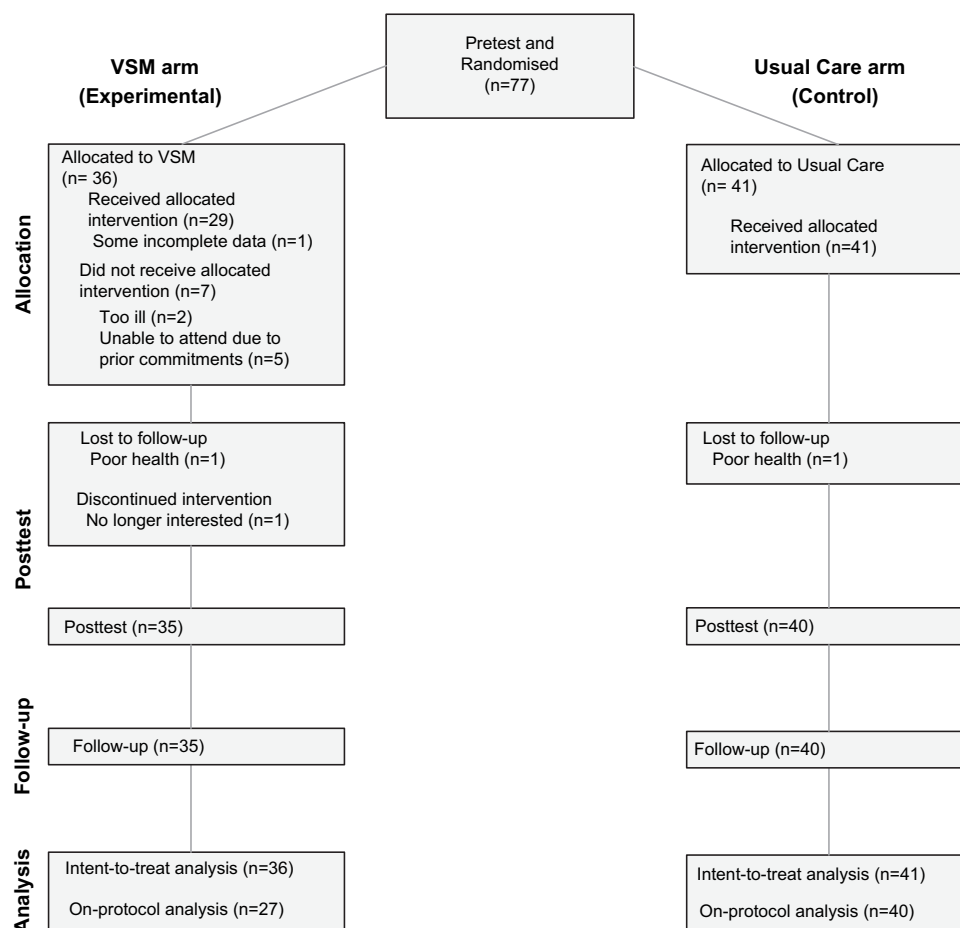 Pretest and
Randomised
(n=77)
VSM arm
(Experimental)
Usual Care arm
(Control)
Allocation
Allocated to VSM
(n= 36)
Received allocated
intervention (n=29)
Some incomplete data (n=1)
Did not receive allocated
intervention (n=7)
Too ill (n=2)
Unable to attend due to
prior commitments (n=5)
Allocated to Usual Care
(n= 41)
Received allocated
intervention (n=41)
Posttest
Lost to follow-up
Poor health (n=1)
Discontinued intervention
No longer interested (n=1)
Lost to follow-up
Poor health (n=1)
Posttest (n=35)
Posttest (n=40)
Follow-up
Follow-up (n=35)
Follow-up (n=40)
Analysis
Intent-to-treat analysis (n=36)
On-protocol analysis (n=27)
Intent-to-treat analysis (n=41)
On-protocol analysis (n=40)